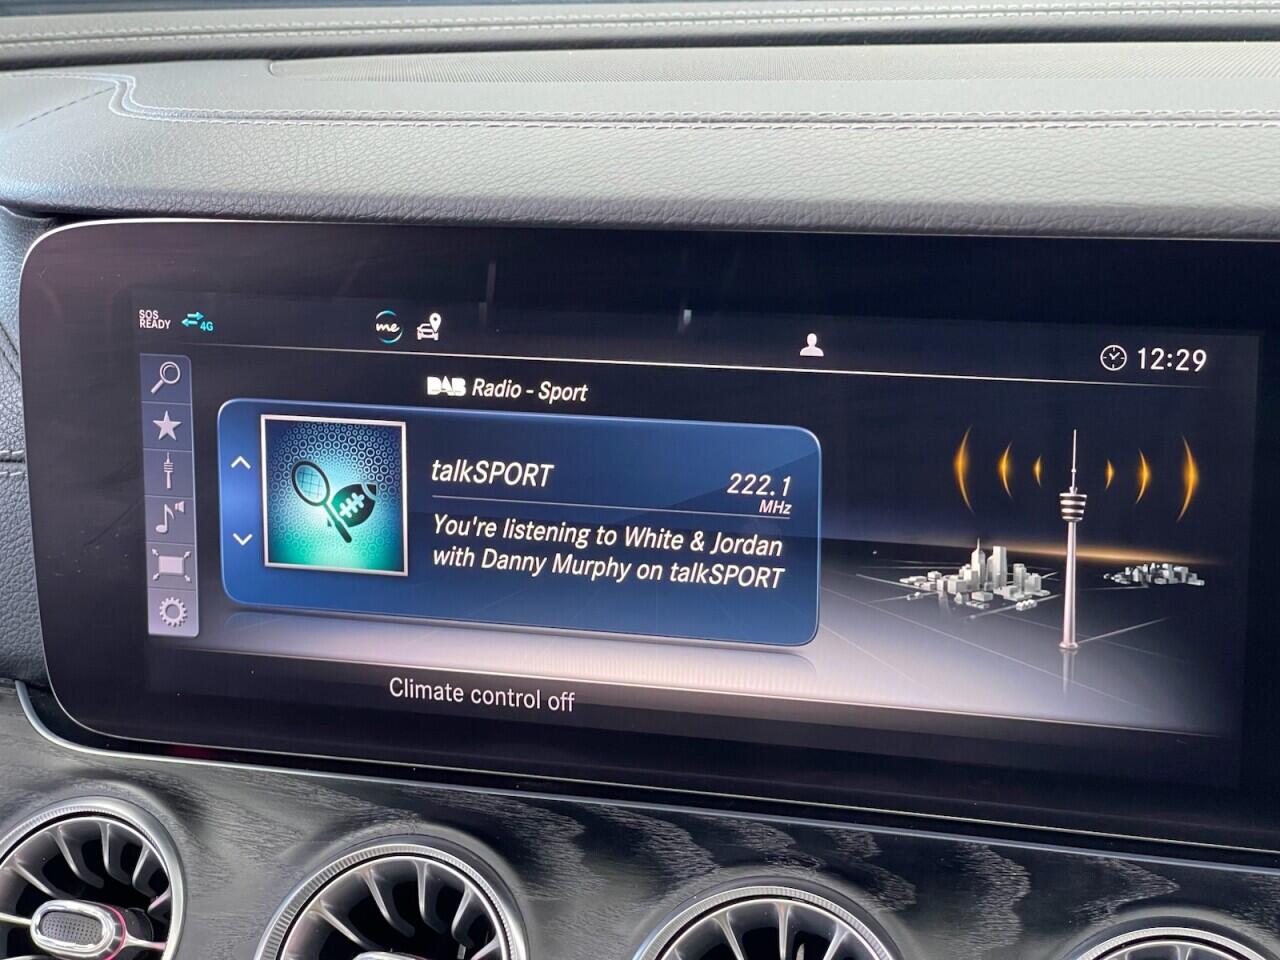 SOS
READY
4G
me
12:29
DAB Radio - Sport
talkSPORT
222.1
MHz
You're listening to White & Jordan
with Danny Murphy on talkSPORT
Climate control off